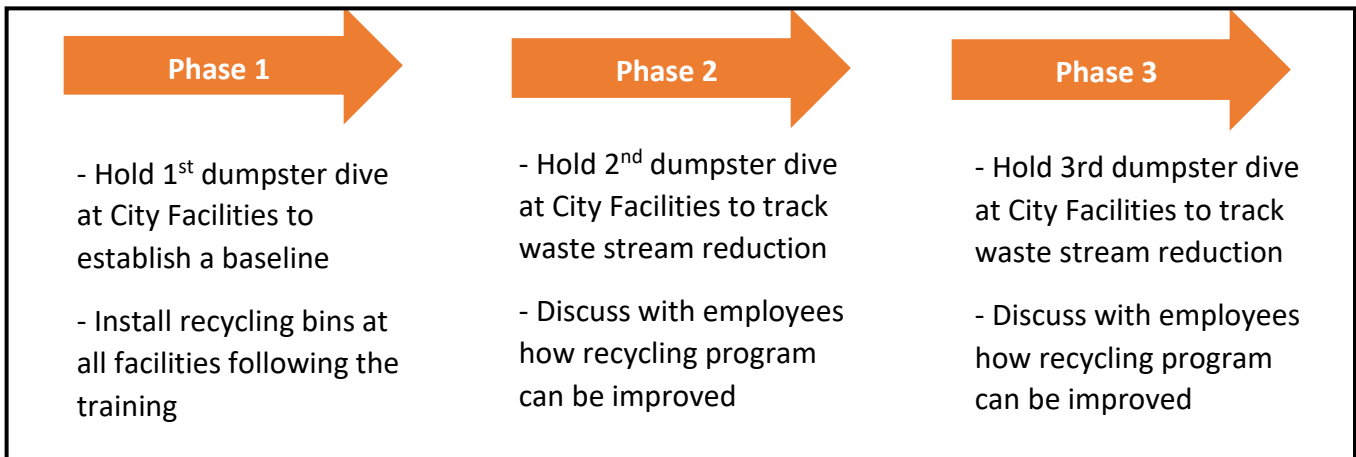 Phase 1
- Hold 1st dumpster dive
at City Facilities to
establish a baseline
- Install recycling bins at
all facilities following the
training
Phase 2
- Hold 2nd dumpster dive
at City Facilities to track
waste stream reduction
- Discuss with employees
how recycling program
can be improved
Phase 3
- Hold 3rd dumpster dive
at City Facilities to track
waste stream reduction
- Discuss with employees
how recycling program
can be improved